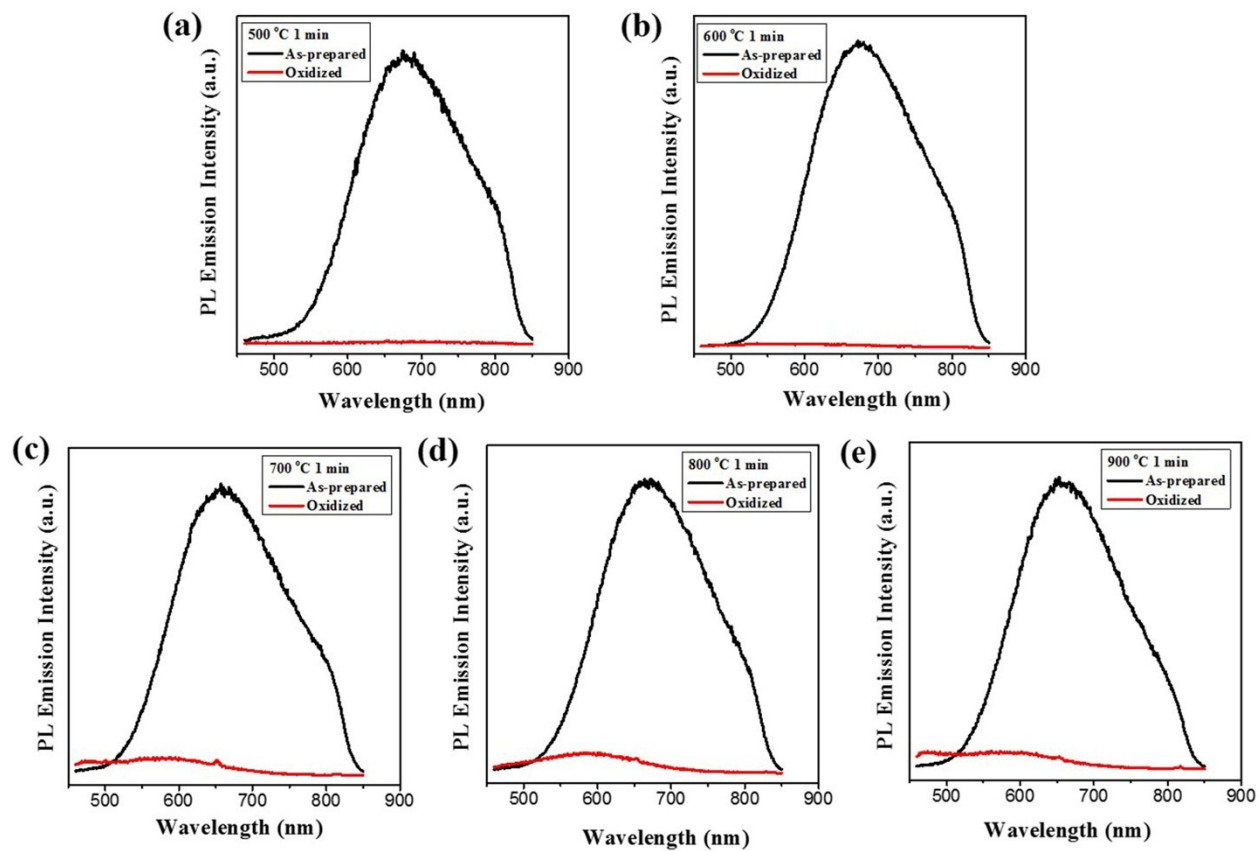 (a)
500 °C 1 min
As-prepared
Oxidized
PL Emission Intensity (a.u.)
500 600 700 800 900
Wavelength (nm)
(b)
600 °C 1 min
As-prepared
Oxidized
PL Emission Intensity (a.u.)
500 600 700 800 900
Wavelength (nm)
(c)
700 °C 1 min
As-prepared
Oxidized
PL Emission Intensity (a.u.)
500 600 700 800 900
Wavelength (nm)
(d)
800 °C 1 min
As-prepared
Oxidized
PL Emission Intensity (a.u.)
500 600 700 800 900
Wavelength (nm)
(e)
900 °C 1 min
As-prepared
Oxidized
PL Emission Intensity (a.u.)
500 600 700 800 900
Wavelength (nm)